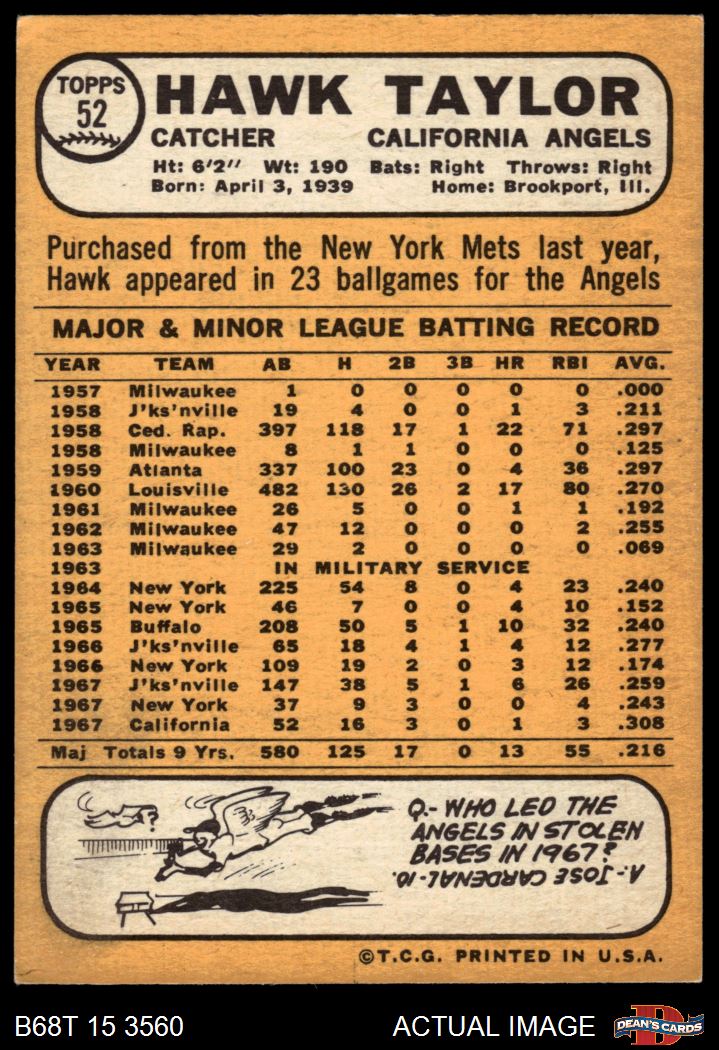 TOPPS
52
HAWK TAYLOR
CATCHER CALIFORNIA ANGELS
Ht: 6'2" Wt: 190 Bats: Right Throws: Right
Born: April 3, 1939 Home: Brookport, Ill.
Purchased from the New York Mets last year,
Hawk appeared in 23 ballgames for the Angels
MAJOR & MINOR LEAGUE BATTING RECORD
YEAR TEAM AB H 2B 3B HR RBI AVG.
1957 Milwaukee 1 0 0 0 0 0 .000
1958 J'ks'nville 19 4 0 0 1 3 .211
1958 Ced. Rap. 397 118 17 1 22 71 .297
1958 Milwaukee 8 1 1 0 0 0 .125
1959 Atlanta 337 100 23 0 4 36 .297
1960 Louisville 482 130 26 2 17 80 .270
1961 Milwaukee 26 5 0 0 1 1 .192
1962 Milwaukee 47 12 0 0 0 2 .255
1963 Milwaukee 29 2 0 0 0 0 .069
1963 IN MILITARY SERVICE
1964 New York 225 54 8 0 4 23 .240
1965 New York 46 7 0 0 4 10 .152
1965 Buffalo 208 50 5 1 10 32 .240
1966 J'ks'nville 65 18 4 1 4 12 .277
1966 New York 109 19 2 0 3 12 .174
1967 J'ks'nville 147 38 5 1 6 26 .259
1967 New York 37 9 3 0 0 4 .243
1967 California 52 16 3 0 1 3 .308
Maj Totals 9 Yrs. 580 125 17 0 13 55 .216
?
Q.- WHO LED THE
ANGELS IN STOLEN
BASES IN 1967?
A.- JOSE CARDENAL-10.
©T.C.G. PRINTED IN U.S.A.
B68T 15 3560 ACTUAL IMAGE
D
DEAN'S CARDS